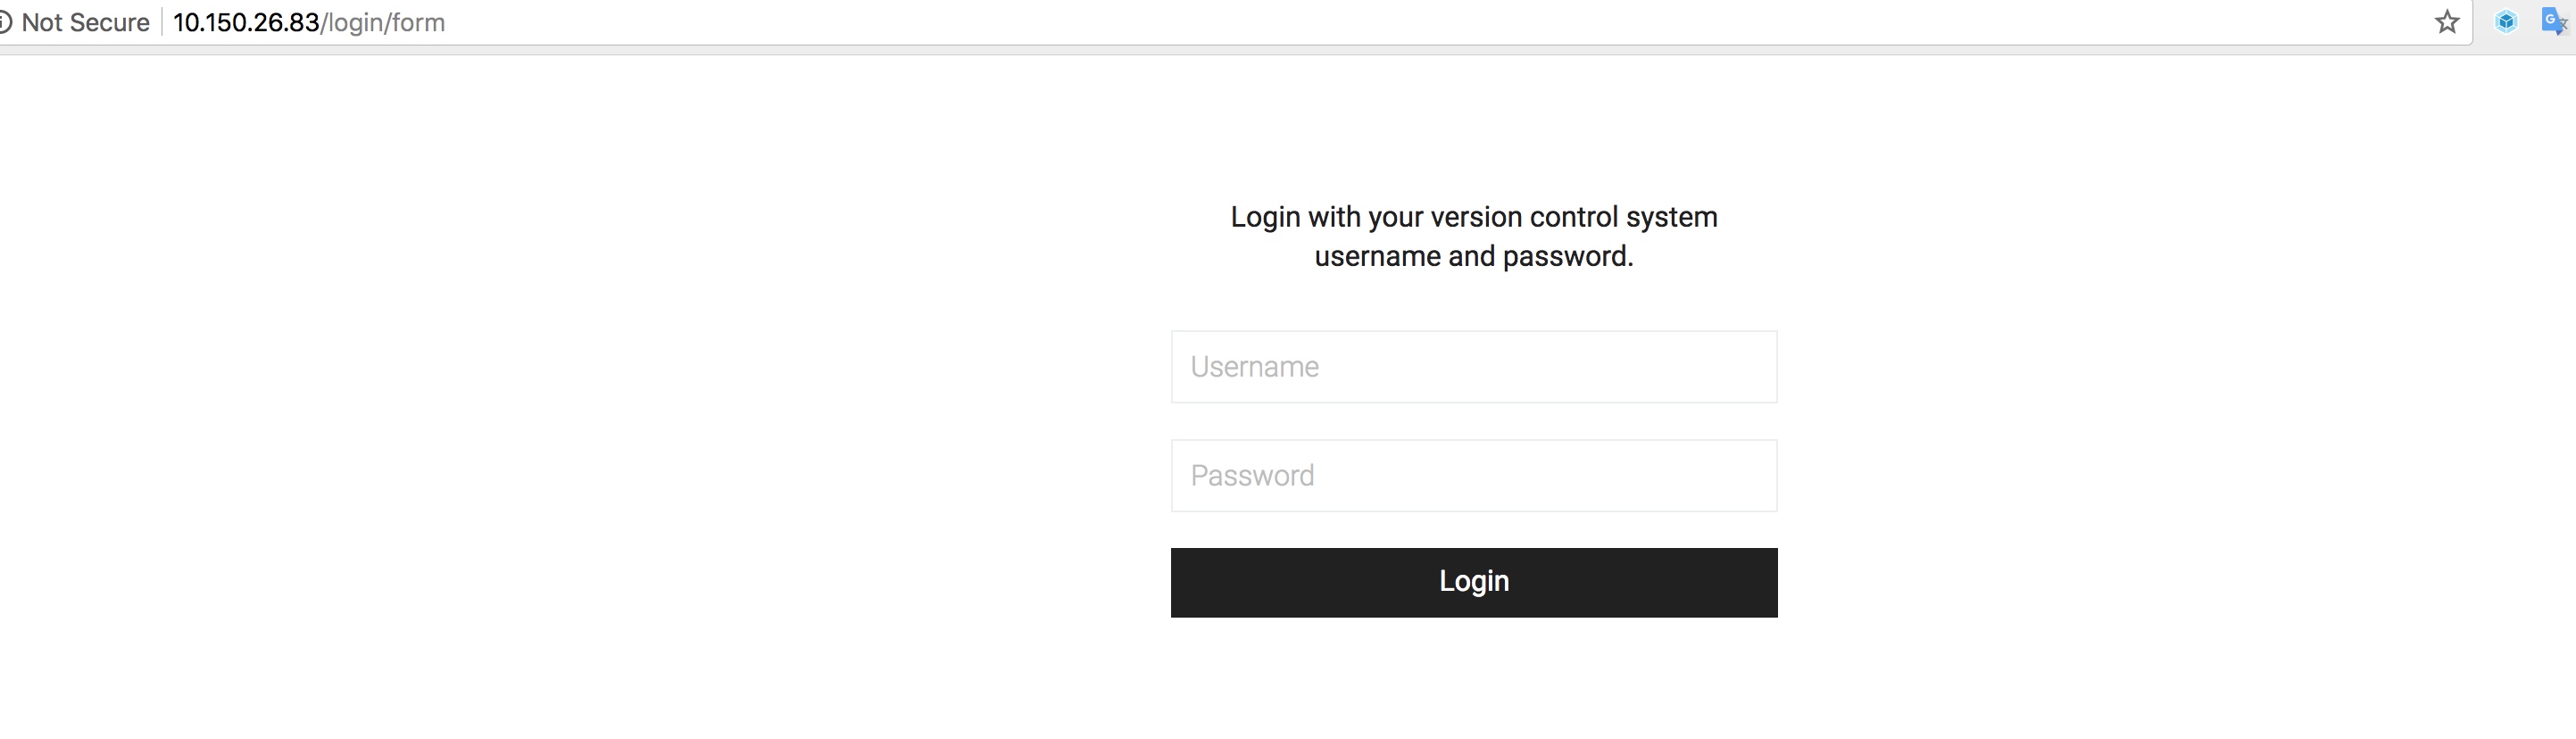 Not Secure 10.150.26.83/login/form
Login with your version control system
username and password.
Username
Password
Login